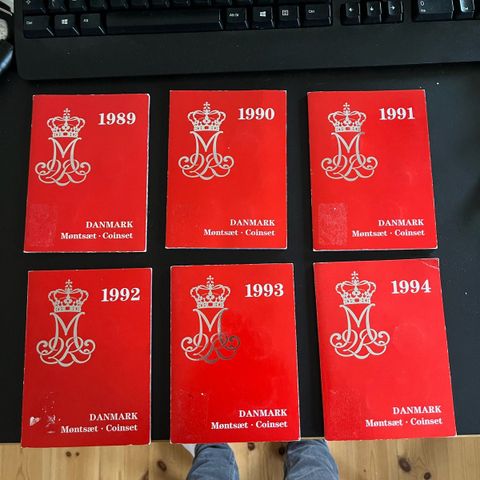 1989
DANMARK
Møntsæt · Coinset
1990
DANMARK
Møntsæt · Coinset
1991
DANMARK
Møntsæt · Coinset
1992
DANMARK
Møntsæt · Coinset
1993
DANMARK
Møntsæt · Coinset
1994
DANMARK
Møntsæt · Coinset